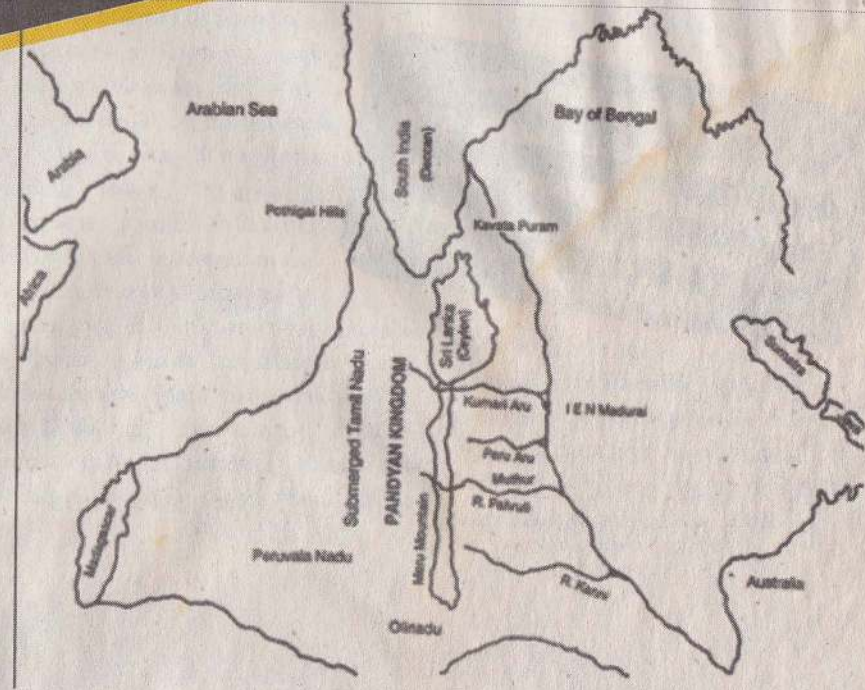 Arabian Sea
Bay of Bengal
Arabia
South India
(Deccan)
Pothigai Hills
Kavata Puram
Africa
Sri Lanka
(Ceylon)
Sumatra
Submerged Tamil Nadu
PANDYAN KINGDOM
Kumari Aru
I E N Madurai
Peru Aru
Muthur
R. Pahruli
Meru Mountain
Madagascar
Peruvala Nadu
R. Kanni
Australia
Olinadu